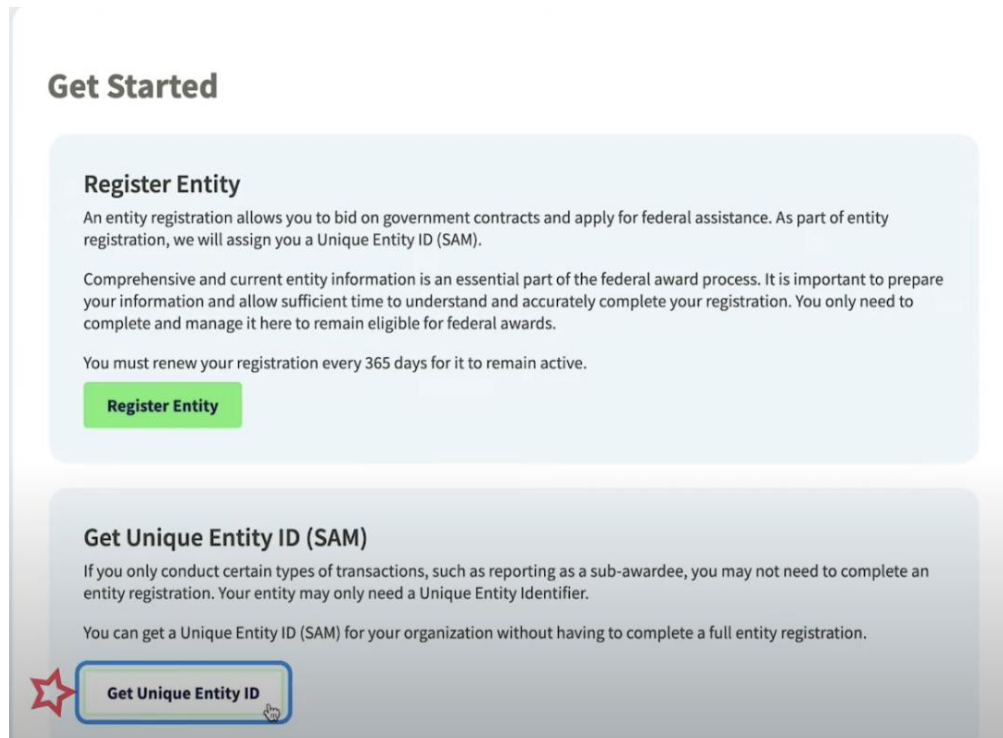 Get Started
Register Entity
An entity registration allows you to bid on government contracts and apply for federal assistance. As part of entity
registration, we will assign you a Unique Entity ID (SAM).
Comprehensive and current entity information is an essential part of the federal award process. It is important to prepare
your information and allow sufficient time to understand and accurately complete your registration. You only need to
complete and manage it here to remain eligible for federal awards.
You must renew your registration every 365 days for it to remain active.
Register Entity
Get Unique Entity ID (SAM)
If you only conduct certain types of transactions, such as reporting as a sub-awardee, you may not need to complete an
entity registration. Your entity may only need a Unique Entity Identifier.
You can get a Unique Entity ID (SAM) for your organization without having to complete a full entity registration.
Get Unique Entity ID